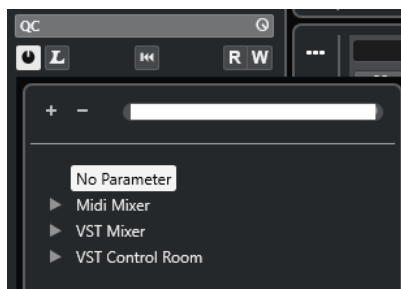 QC
L
R W
+ −
No Parameter
Midi Mixer
VST Mixer
VST Control Room